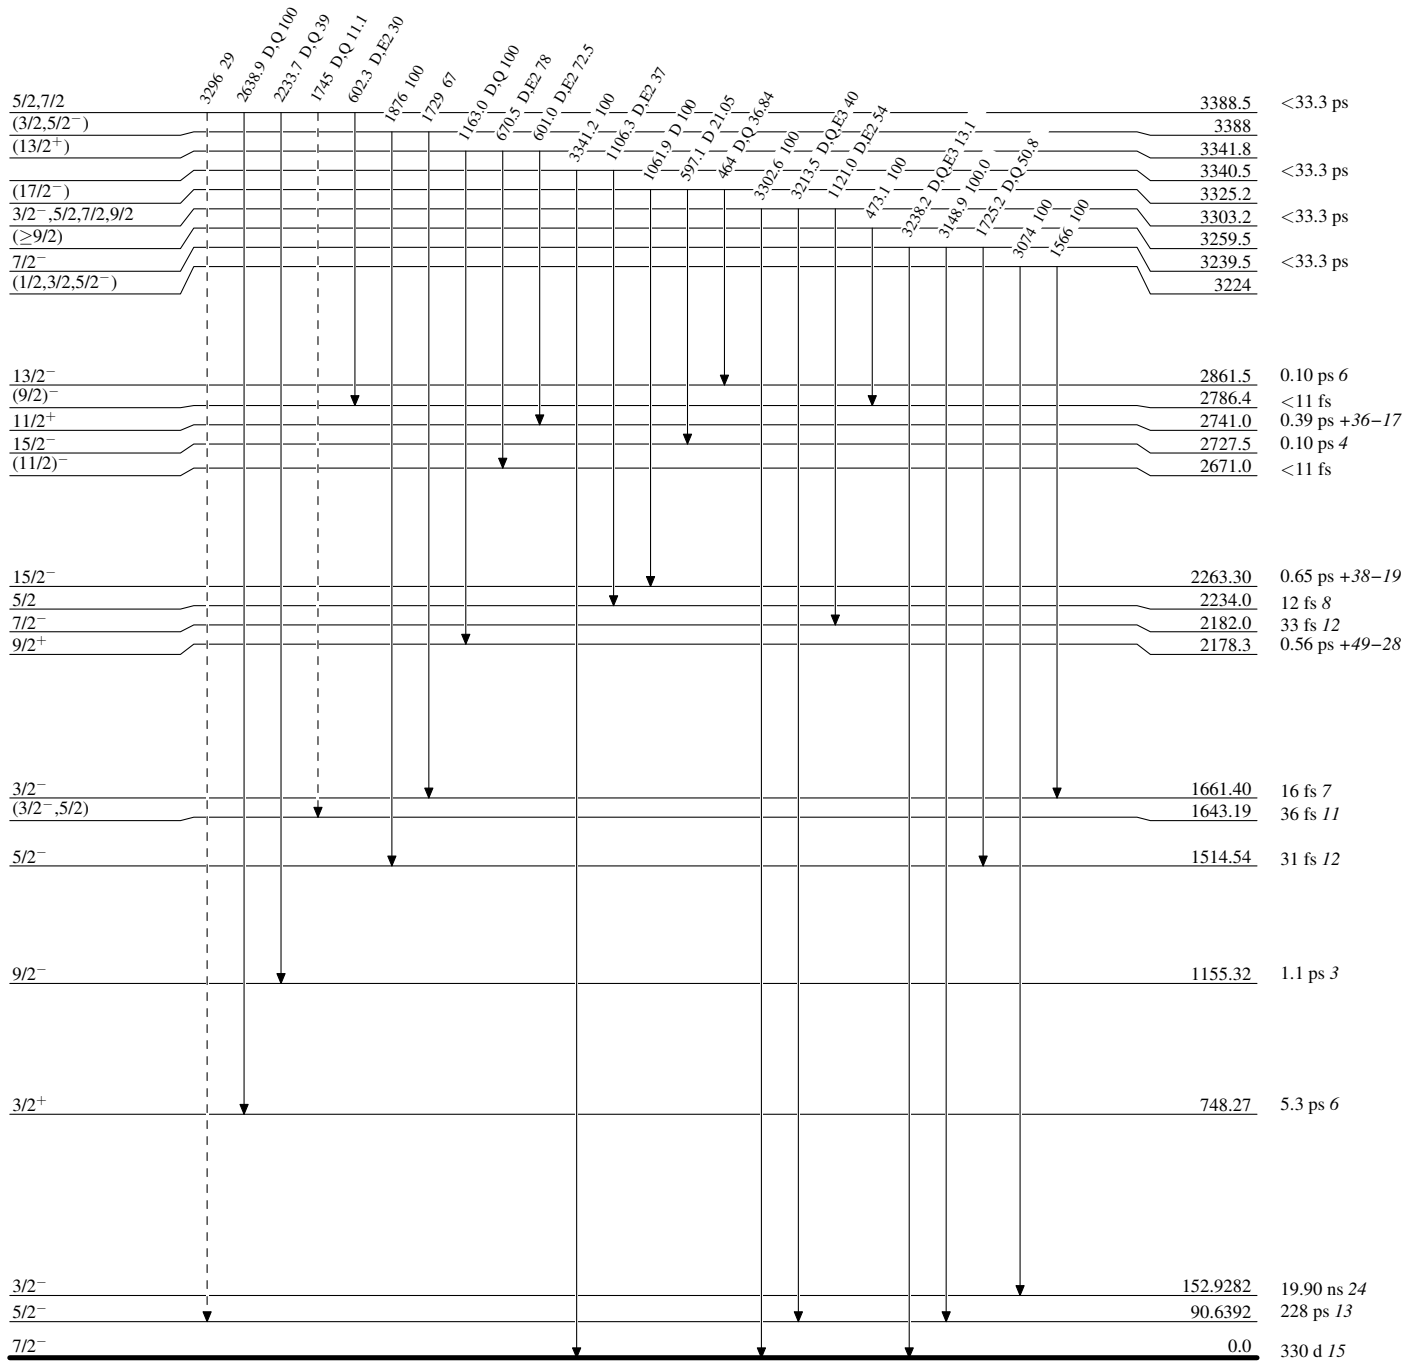 3296 29
2638.9 D,Q 100
2233.7 D,Q 39
1745 D,Q 11.1
602.3 D,E2 30
1876 100
1729 67
1163.0 D,Q 100
670.5 D,E2 78
601.0 D,E2 72.5
3341.2 100
1106.3 D,E2 37
1061.9 D 100
597.1 D 21.05
464 D,Q 36.84
3302.6 100
3213.5 D,Q,E3 40
1121.0 D,E2 54
473.1 100
3238.2 D,Q,E3 13.1
3148.9 100.0
1725.2 D,Q 50.8
3074 100
1566 100
5/2,7/2 3388.5 <33.3 ps
(3/2,5/2⁻) 3388
(13/2⁺) 3341.8
3340.5 <33.3 ps
(17/2⁻) 3325.2
3/2⁻,5/2,7/2,9/2 3303.2 <33.3 ps
(≥9/2) 3259.5
7/2⁻ 3239.5 <33.3 ps
(1/2,3/2,5/2⁻) 3224
13/2⁻ 2861.5 0.10 ps 6
(9/2)⁻ 2786.4 <11 fs
11/2⁺ 2741.0 0.39 ps +36−17
15/2⁻ 2727.5 0.10 ps 4
(11/2)⁻ 2671.0 <11 fs
15/2⁻ 2263.30 0.65 ps +38−19
5/2 2234.0 12 fs 8
7/2⁻ 2182.0 33 fs 12
9/2⁺ 2178.3 0.56 ps +49−28
3/2⁻ 1661.40 16 fs 7
(3/2⁻,5/2) 1643.19 36 fs 11
5/2⁻ 1514.54 31 fs 12
9/2⁻ 1155.32 1.1 ps 3
3/2⁺ 748.27 5.3 ps 6
3/2⁻ 152.9282 19.90 ns 24
5/2⁻ 90.6392 228 ps 13
7/2⁻ 0.0 330 d 15